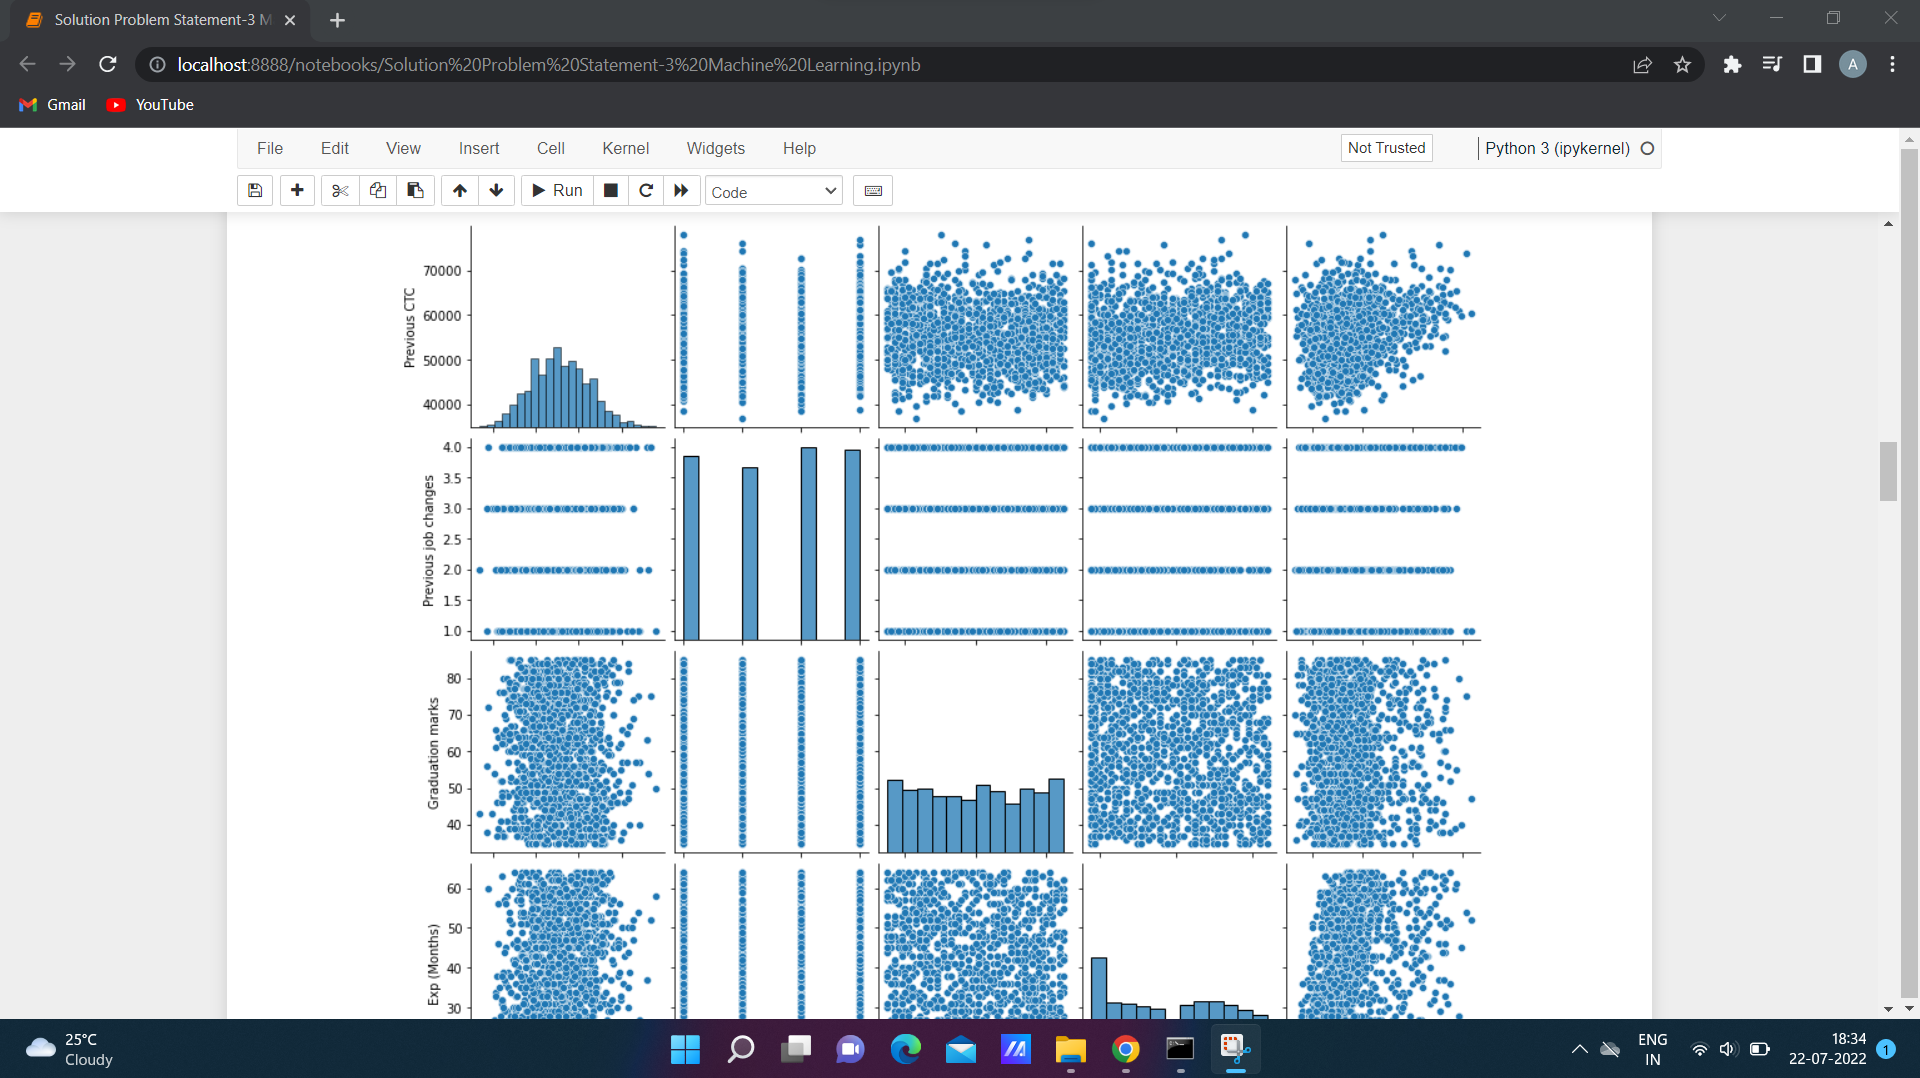 Solution Problem Statement-3 M
localhost:8888/notebooks/Solution%20Problem%20Statement-3%20Machine%20Learning.ipynb
A
Gmail
YouTube
File
Edit
View
Insert
Cell
Kernel
Widgets
Help
Not Trusted
Python 3 (ipykernel)
Run
Code
Previous CTC
70000
60000
50000
40000
Previous job changes
4.0
3.5
3.0
2.5
2.0
1.5
1.0
Graduation marks
80
70
60
50
40
Exp (Months)
60
50
40
30
25°C
Cloudy
ENG
IN
18:34
22-07-2022
1